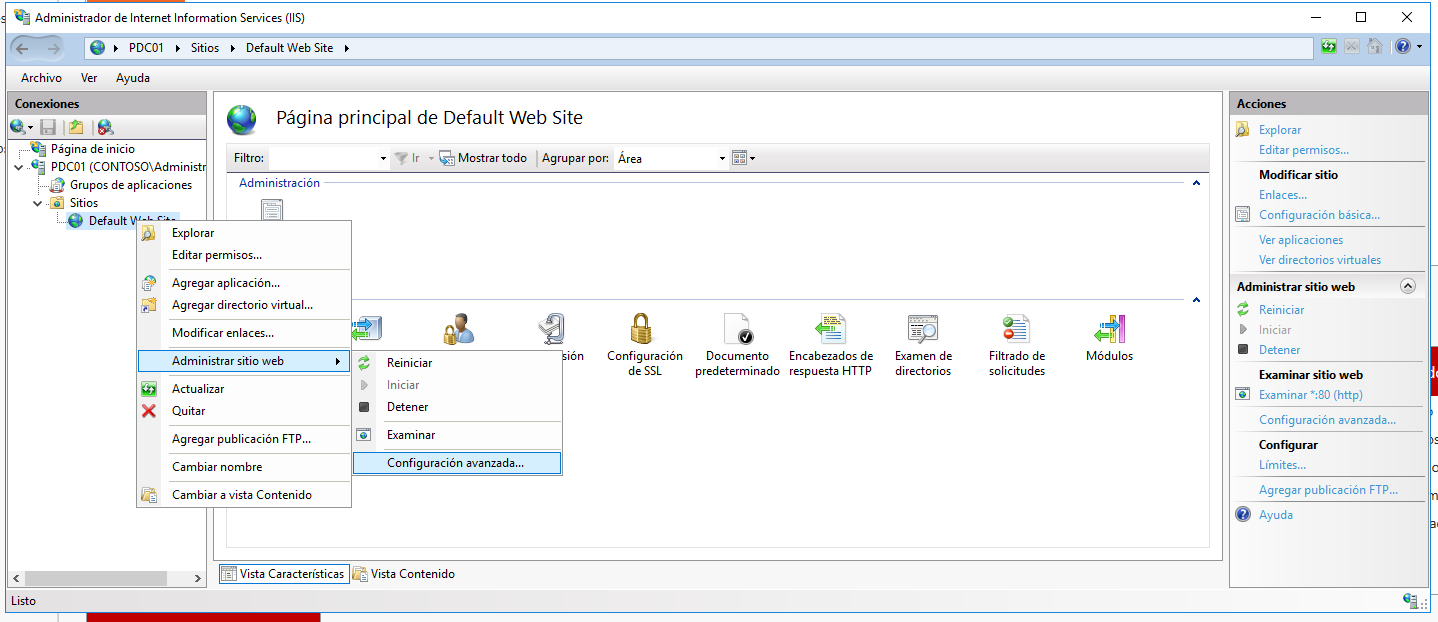 Administrador de Internet Information Services (IIS)
PDC01
Sitios
Default Web Site
Archivo Ver Ayuda
Conexiones
Página de inicio
PDC01 (CONTOSO\Administr
Grupos de aplicaciones
Sitios
Default Web Site
Explorar
Editar permisos...
Agregar aplicación...
Agregar directorio virtual...
Modificar enlaces...
Administrar sitio web
Actualizar
Quitar
Agregar publicación FTP...
Cambiar nombre
Cambiar a vista Contenido
Reiniciar
Iniciar
Detener
Examinar
Configuración avanzada...
Página principal de Default Web Site
Filtro: Ir Mostrar todo Agrupar por: Área
Administración
sión
Configuración
de SSL
Documento
predeterminado
Encabezados de
respuesta HTTP
Examen de
directorios
Filtrado de
solicitudes
Módulos
Vista Características Vista Contenido
Acciones
Explorar
Editar permisos...
Modificar sitio
Enlaces...
Configuración básica...
Ver aplicaciones
Ver directorios virtuales
Administrar sitio web
Reiniciar
Iniciar
Detener
Examinar sitio web
Examinar *:80 (http)
Configuración avanzada...
Configurar
Límites...
Agregar publicación FTP...
Ayuda
Listo